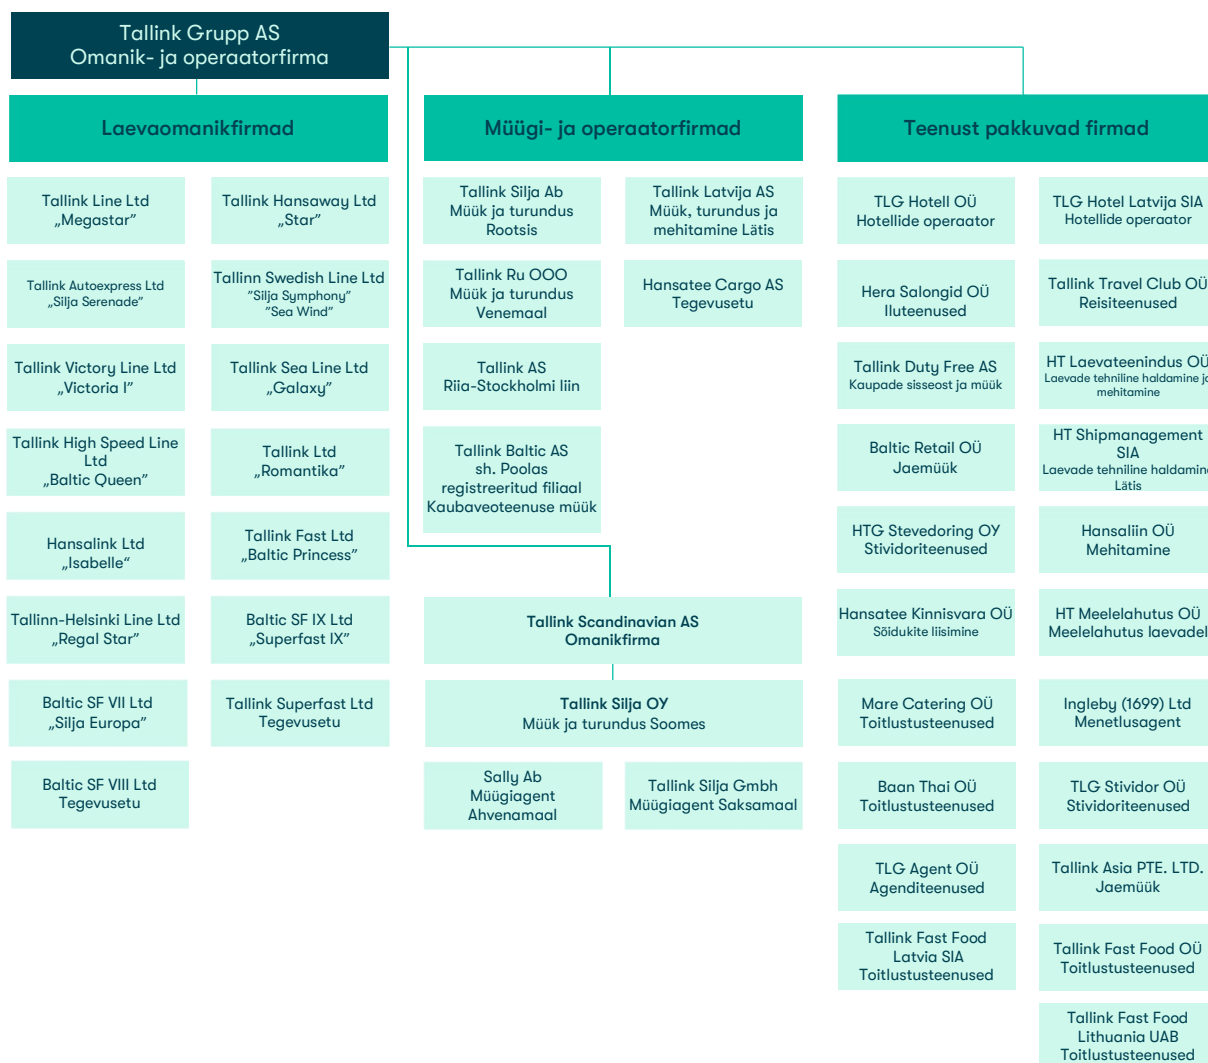 Tallink Grupp AS
Omanik- ja operaatorfirma
Laevaomanikfirmad
Tallink Line Ltd
„Megastar”
Tallink Hansaway Ltd
„Star”
Tallink Autoexpress Ltd
„Silja Serenade”
Tallinn Swedish Line Ltd
”Silja Symphony”
”Sea Wind”
Tallink Victory Line Ltd
„Victoria I”
Tallink Sea Line Ltd
„Galaxy”
Tallink High Speed Line
Ltd
„Baltic Queen”
Tallink Ltd
„Romantika”
Hansalink Ltd
„Isabelle“
Tallink Fast Ltd
„Baltic Princess”
Tallinn-Helsinki Line Ltd
„Regal Star”
Baltic SF IX Ltd
„Superfast IX”
Baltic SF VII Ltd
„Silja Europa”
Tallink Superfast Ltd
Tegevusetu
Baltic SF VIII Ltd
Tegevusetu
Müügi- ja operaatorfirmad
Tallink Silja Ab
Müük ja turundus
Rootsis
Tallink Latvija AS
Müük, turundus ja
mehitamine Lätis
Tallink Ru OOO
Müük ja turundus
Venemaal
Hansatee Cargo AS
Tegevusetu
Tallink AS
Riia-Stockholmi liin
Tallink Baltic AS
sh. Poolas
registreeritud filiaal
Kaubaveoteenuse müük
Tallink Scandinavian AS
Omanikfirma
Tallink Silja OY
Müük ja turundus Soomes
Sally Ab
Müügiagent
Ahvenamaal
Tallink Silja Gmbh
Müügiagent Saksamaal
Teenust pakkuvad firmad
TLG Hotell OÜ
Hotellide operaator
TLG Hotel Latvija SIA
Hotellide operaator
Hera Salongid OÜ
Iluteenused
Tallink Travel Club OÜ
Reisiteenused
Tallink Duty Free AS
Kaupade sisseost ja müük
HT Laevateenindus OÜ
Laevade tehniline haldamine ja
mehitamine
Baltic Retail OÜ
Jaemüük
HT Shipmanagement
SIA
Laevade tehniline haldamine
Lätis
HTG Stevedoring OY
Stividoriteenused
Hansaliin OÜ
Mehitamine
Hansatee Kinnisvara OÜ
Sõidukite liisimine
HT Meelelahutus OÜ
Meelelahutus laevadel
Mare Catering OÜ
Toitlustusteenused
Ingleby (1699) Ltd
Menetlusagent
Baan Thai OÜ
Toitlustusteenused
TLG Stividor OÜ
Stividoriteenused
TLG Agent OÜ
Agenditeenused
Tallink Asia PTE. LTD.
Jaemüük
Tallink Fast Food
Latvia SIA
Toitlustusteenused
Tallink Fast Food OÜ
Toitlustusteenused
Tallink Fast Food
Lithuania UAB
Toitlustusteenused